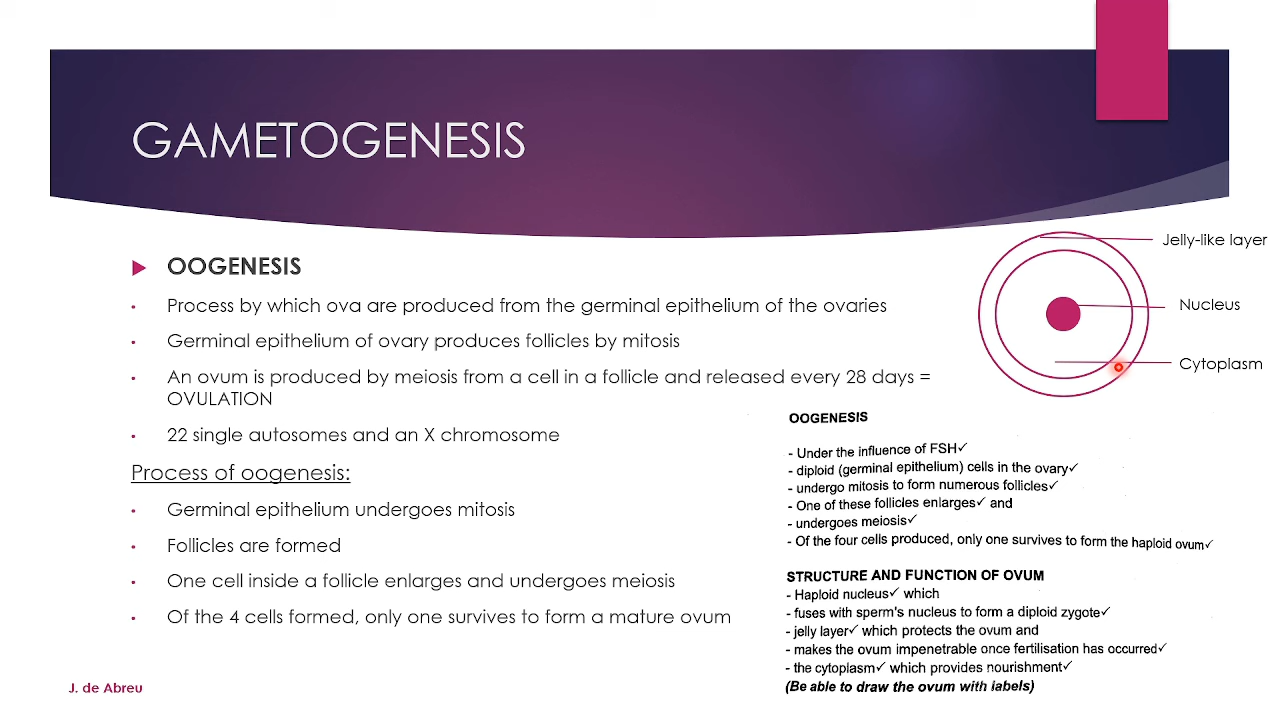 GAMETOGENESIS
OOGENESIS
Process by which ova are produced from the germinal epithelium of the ovaries
Germinal epithelium of ovary produces follicles by mitosis
An ovum is produced by meiosis from a cell in a follicle and released every 28 days =
OVULATION
22 single autosomes and an X chromosome
Process of oogenesis:
Germinal epithelium undergoes mitosis
Follicles are formed
One cell inside a follicle enlarges and undergoes meiosis
Of the 4 cells formed, only one survives to form a mature ovum
Jelly-like layer
Nucleus
Cytoplasm
OOGENESIS
- Under the influence of FSH✓
- diploid (germinal epithelium) cells in the ovary✓
- undergo mitosis to form numerous follicles✓
- One of these follicles enlarges✓ and
- undergoes meiosis✓
- Of the four cells produced, only one survives to form the haploid ovum✓
STRUCTURE AND FUNCTION OF OVUM
- Haploid nucleus✓ which
- fuses with sperm's nucleus to form a diploid zygote✓
- jelly layer✓ which protects the ovum and
- makes the ovum impenetrable once fertilisation has occurred✓
- the cytoplasm✓ which provides nourishment✓
(Be able to draw the ovum with labels)
J. de Abreu